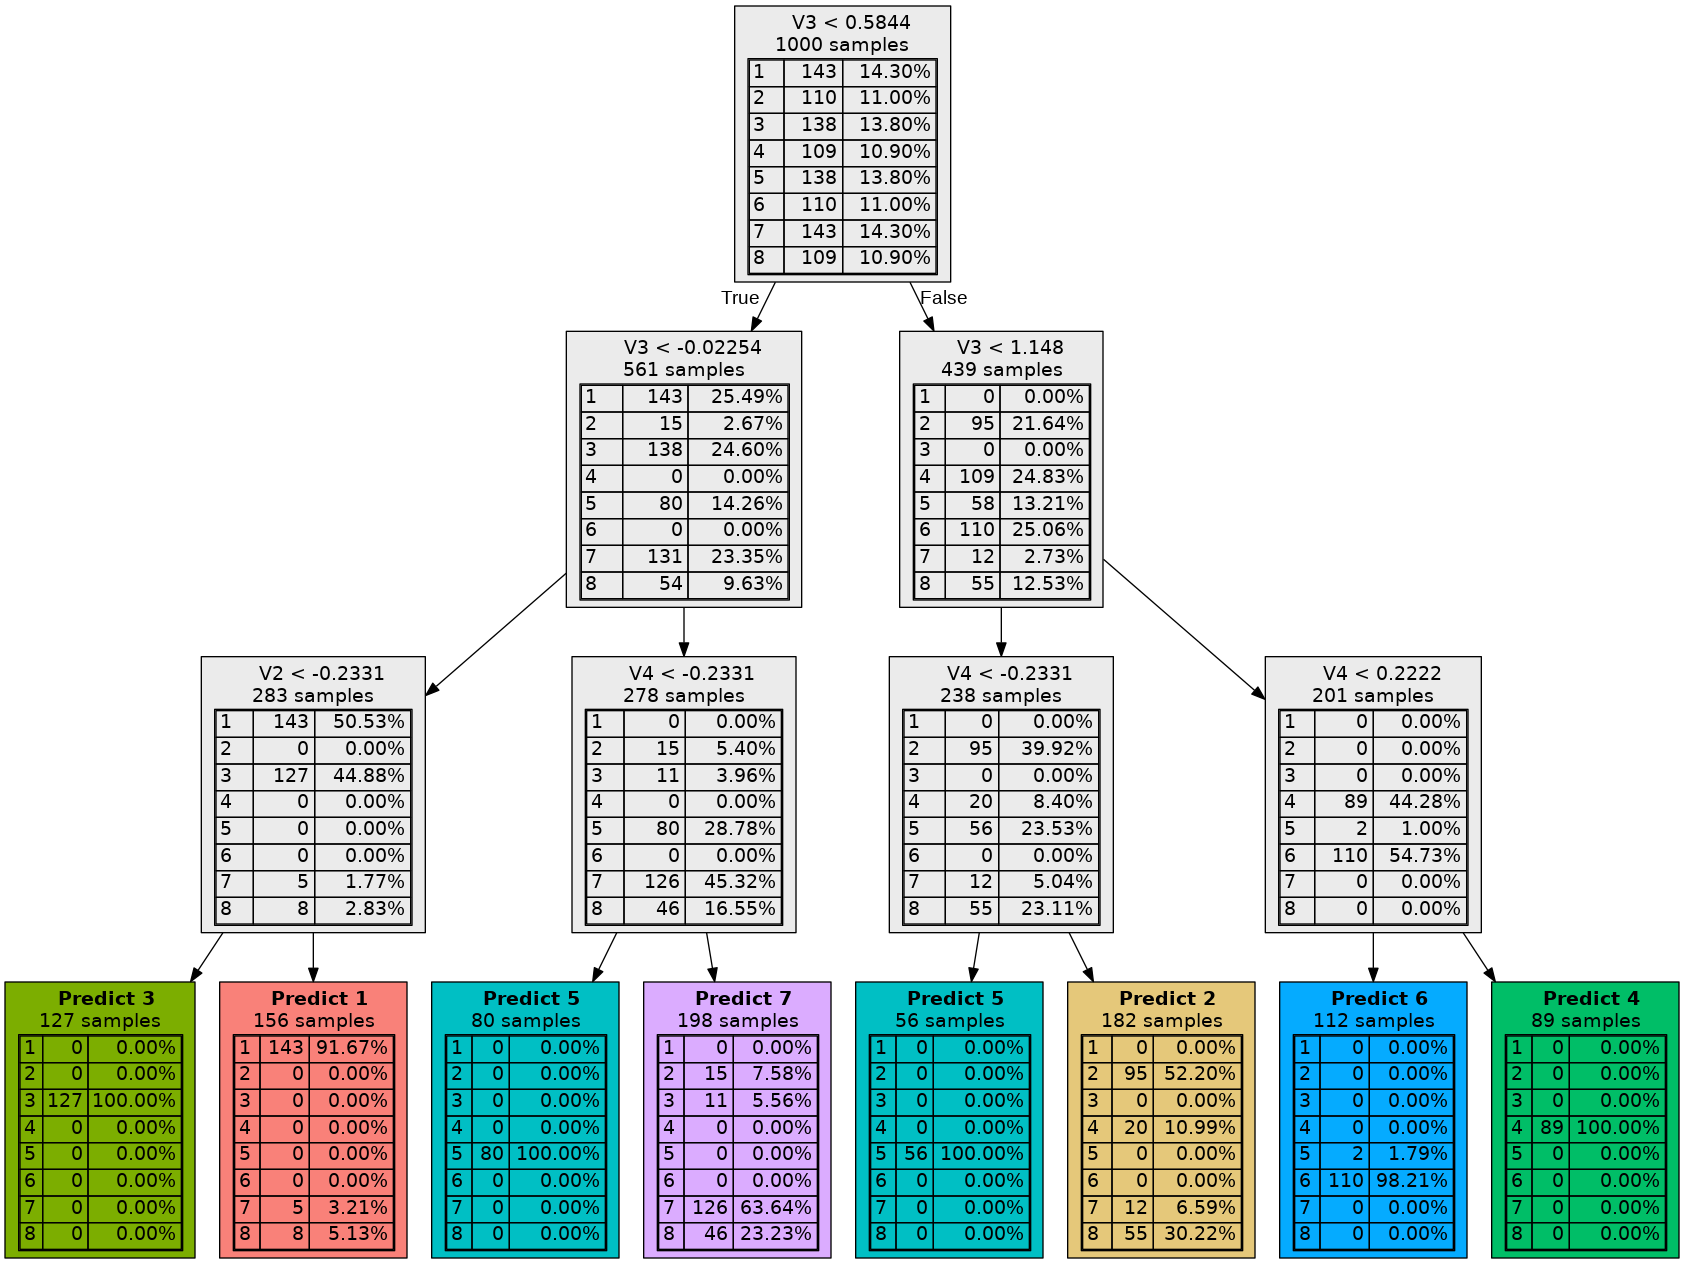 V3 < 0.5844
1000 samples
1 143 14.30%
2 110 11.00%
3 138 13.80%
4 109 10.90%
5 138 13.80%
6 110 11.00%
7 143 14.30%
8 109 10.90%
True
False
V3 < -0.02254
561 samples
1 143 25.49%
2 15 2.67%
3 138 24.60%
4 0 0.00%
5 80 14.26%
6 0 0.00%
7 131 23.35%
8 54 9.63%
V3 < 1.148
439 samples
1 0 0.00%
2 95 21.64%
3 0 0.00%
4 109 24.83%
5 58 13.21%
6 110 25.06%
7 12 2.73%
8 55 12.53%
V2 < -0.2331
283 samples
1 143 50.53%
2 0 0.00%
3 127 44.88%
4 0 0.00%
5 0 0.00%
6 0 0.00%
7 5 1.77%
8 8 2.83%
V4 < -0.2331
278 samples
1 0 0.00%
2 15 5.40%
3 11 3.96%
4 0 0.00%
5 80 28.78%
6 0 0.00%
7 126 45.32%
8 46 16.55%
V4 < -0.2331
238 samples
1 0 0.00%
2 95 39.92%
3 0 0.00%
4 20 8.40%
5 56 23.53%
6 0 0.00%
7 12 5.04%
8 55 23.11%
V4 < 0.2222
201 samples
1 0 0.00%
2 0 0.00%
3 0 0.00%
4 89 44.28%
5 2 1.00%
6 110 54.73%
7 0 0.00%
8 0 0.00%
Predict 3
127 samples
1 0 0.00%
2 0 0.00%
3 127 100.00%
4 0 0.00%
5 0 0.00%
6 0 0.00%
7 0 0.00%
8 0 0.00%
Predict 1
156 samples
1 143 91.67%
2 0 0.00%
3 0 0.00%
4 0 0.00%
5 0 0.00%
6 0 0.00%
7 5 3.21%
8 8 5.13%
Predict 5
80 samples
1 0 0.00%
2 0 0.00%
3 0 0.00%
4 0 0.00%
5 80 100.00%
6 0 0.00%
7 0 0.00%
8 0 0.00%
Predict 7
198 samples
1 0 0.00%
2 15 7.58%
3 11 5.56%
4 0 0.00%
5 0 0.00%
6 0 0.00%
7 126 63.64%
8 46 23.23%
Predict 5
56 samples
1 0 0.00%
2 0 0.00%
3 0 0.00%
4 0 0.00%
5 56 100.00%
6 0 0.00%
7 0 0.00%
8 0 0.00%
Predict 2
182 samples
1 0 0.00%
2 95 52.20%
3 0 0.00%
4 20 10.99%
5 0 0.00%
6 0 0.00%
7 12 6.59%
8 55 30.22%
Predict 6
112 samples
1 0 0.00%
2 0 0.00%
3 0 0.00%
4 0 0.00%
5 2 1.79%
6 110 98.21%
7 0 0.00%
8 0 0.00%
Predict 4
89 samples
1 0 0.00%
2 0 0.00%
3 0 0.00%
4 89 100.00%
5 0 0.00%
6 0 0.00%
7 0 0.00%
8 0 0.00%